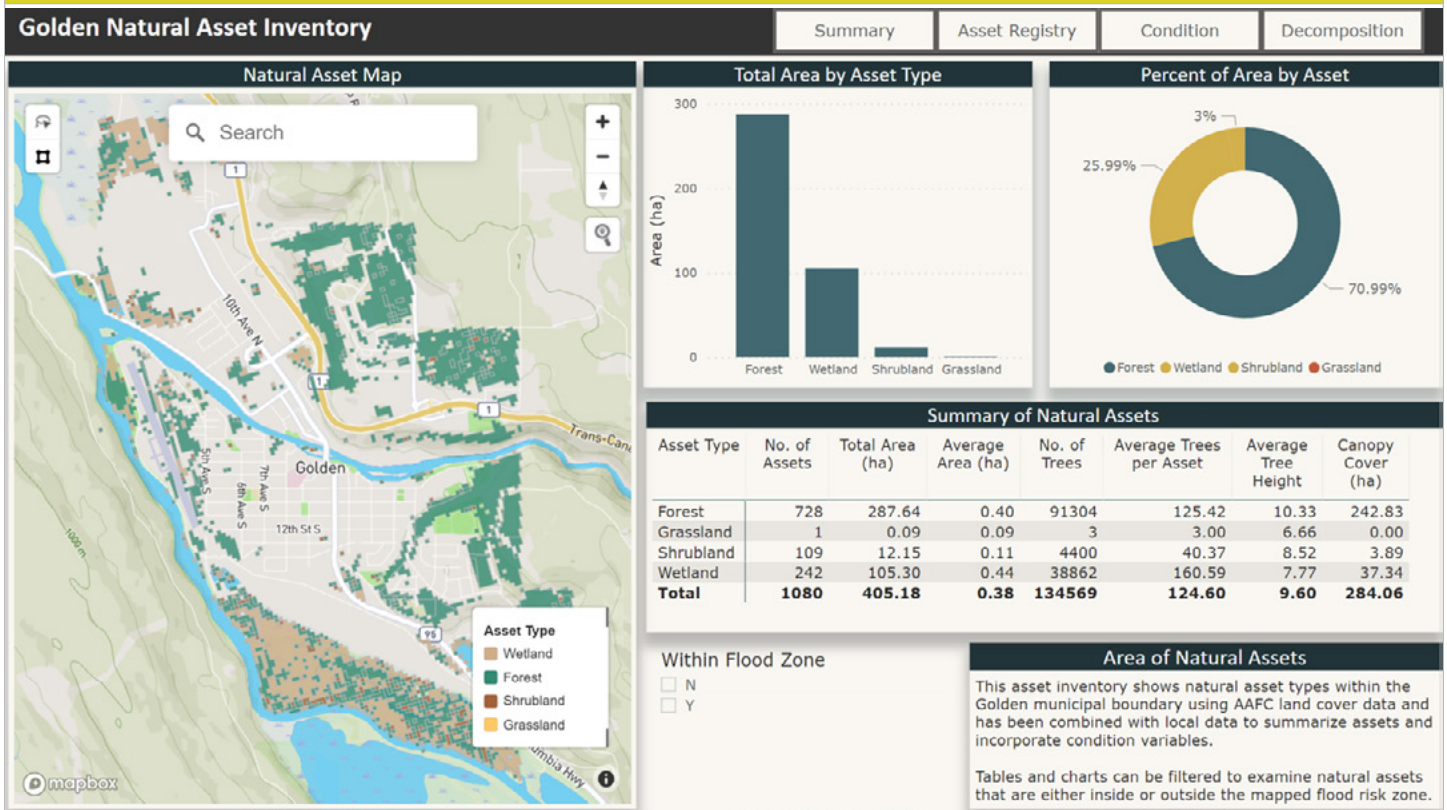 Golden Natural Asset Inventory
Summary
Asset Registry
Condition
Decomposition
Natural Asset Map
Search
1
10th Ave N
1
1
Trans-Can
Golden
5th Ave S
7th Ave S
6th Ave S
12th St S
1000 m
95
umbia Hwy
Asset Type
Wetland
Forest
Shrubland
Grassland
mapbox
Total Area by Asset Type
Area (ha)
300
200
100
0
Forest Wetland Shrubland Grassland
Percent of Area by Asset
3%
25.99%
70.99%
Forest Wetland Shrubland Grassland
Summary of Natural Assets
Asset Type No. of Assets Total Area (ha) Average Area (ha) No. of Trees Average Trees per Asset Average Tree Height Canopy Cover (ha)
Forest 728 287.64 0.40 91304 125.42 10.33 242.83
Grassland 1 0.09 0.09 3 3.00 6.66 0.00
Shrubland 109 12.15 0.11 4400 40.37 8.52 3.89
Wetland 242 105.30 0.44 38862 160.59 7.77 37.34
Total 1080 405.18 0.38 134569 124.60 9.60 284.06
Within Flood Zone
N
Y
Area of Natural Assets
This asset inventory shows natural asset types within the
Golden municipal boundary using AAFC land cover data and
has been combined with local data to summarize assets and
incorporate condition variables.
Tables and charts can be filtered to examine natural assets
that are either inside or outside the mapped flood risk zone.